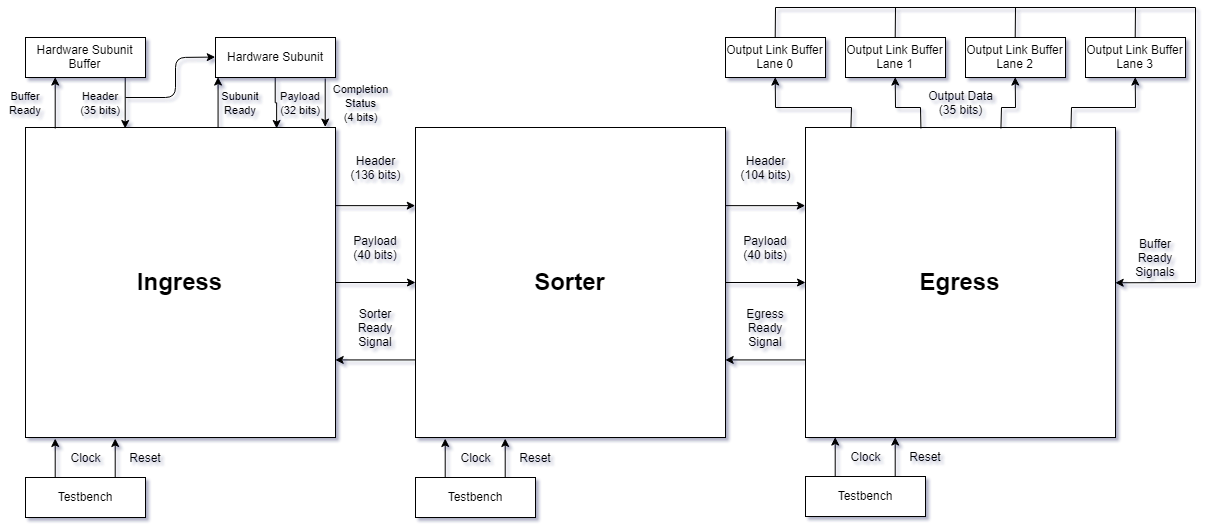 Hardware Subunit
Buffer
Hardware Subunit
Output Link Buffer
Lane 0
Output Link Buffer
Lane 1
Output Link Buffer
Lane 2
Output Link Buffer
Lane 3
Buffer
Ready
Header
(35 bits)
Subunit
Ready
Payload
(32 bits)
Completion
Status
(4 bits)
Output Data
(35 bits)
Ingress
Header
(136 bits)
Payload
(40 bits)
Sorter
Ready
Signal
Sorter
Header
(104 bits)
Payload
(40 bits)
Egress
Ready
Signal
Egress
Buffer
Ready
Signals
Clock
Reset
Testbench
Clock
Reset
Testbench
Clock
Reset
Testbench